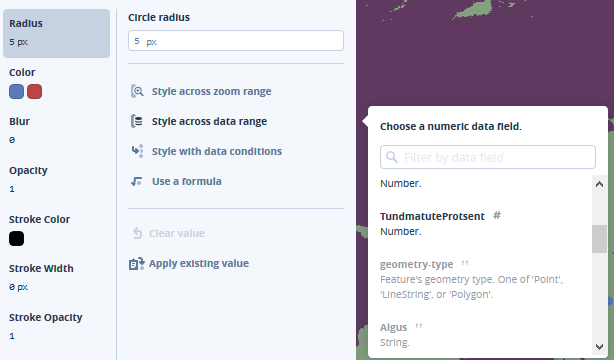 Radius
5 px
Color
Blur
0
Opacity
1
Stroke Color
Stroke Width
0 px
Stroke Opacity
1
Circle radius
5 px
Style across zoom range
Style across data range
Style with data conditions
Use a formula
Clear value
Apply existing value
Choose a numeric data field.
Filter by data field
Number.
TundmatuteProtsent #
Number.
geometry-type "
Feature's geometry type. One of 'Point',
'LineString', or 'Polygon'.
Algus "
String.